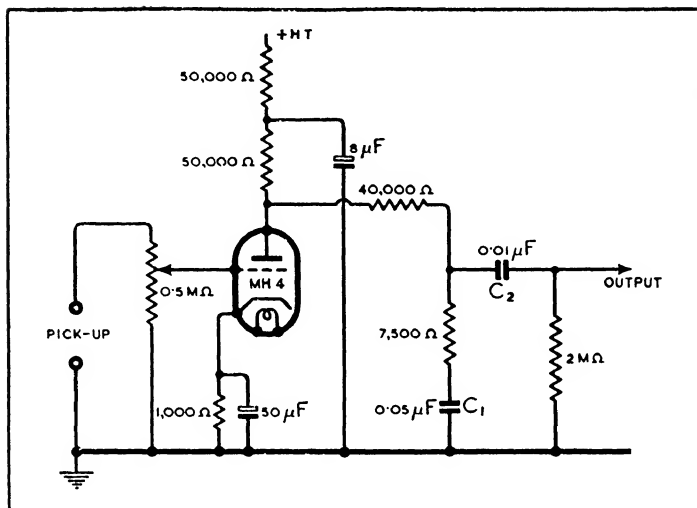 +HT
50,000 Ω
50,000 Ω
8 μF
40,000 Ω
0.01 μF
C2
OUTPUT
MH 4
0.5 MΩ
PICK-UP
7,500 Ω
2 MΩ
1,000 Ω
50 μF
0.05 μF
C1